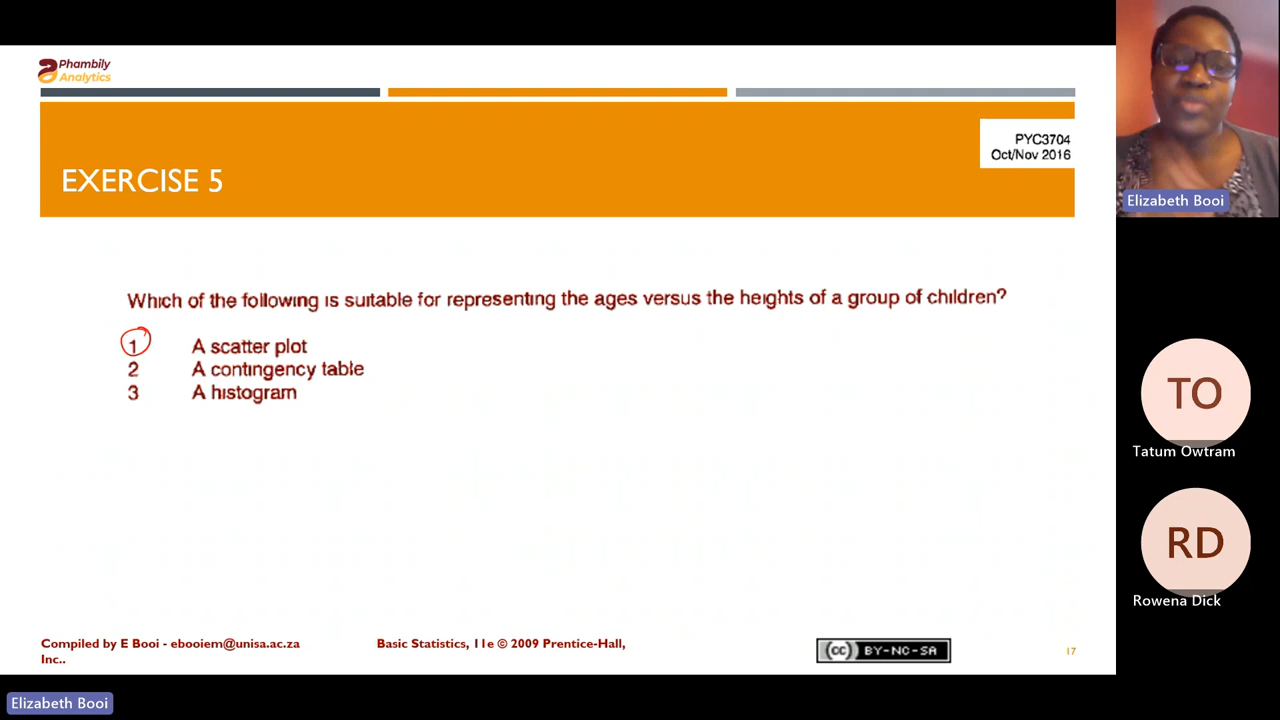 Phambily
Analytics
PYC3704
Oct/Nov 2016
EXERCISE 5
Elizabeth Booi
Which of the following is suitable for representing the ages versus the heights of a group of children?
1 A scatter plot
2 A contingency table
3 A histogram
TO
Tatum Owtram
RD
Rowena Dick
Compiled by E Booi - ebooiem@unisa.ac.za Basic Statistics, 11e © 2009 Prentice-Hall,
Inc..
cc BY-NC-SA
17
Elizabeth Booi